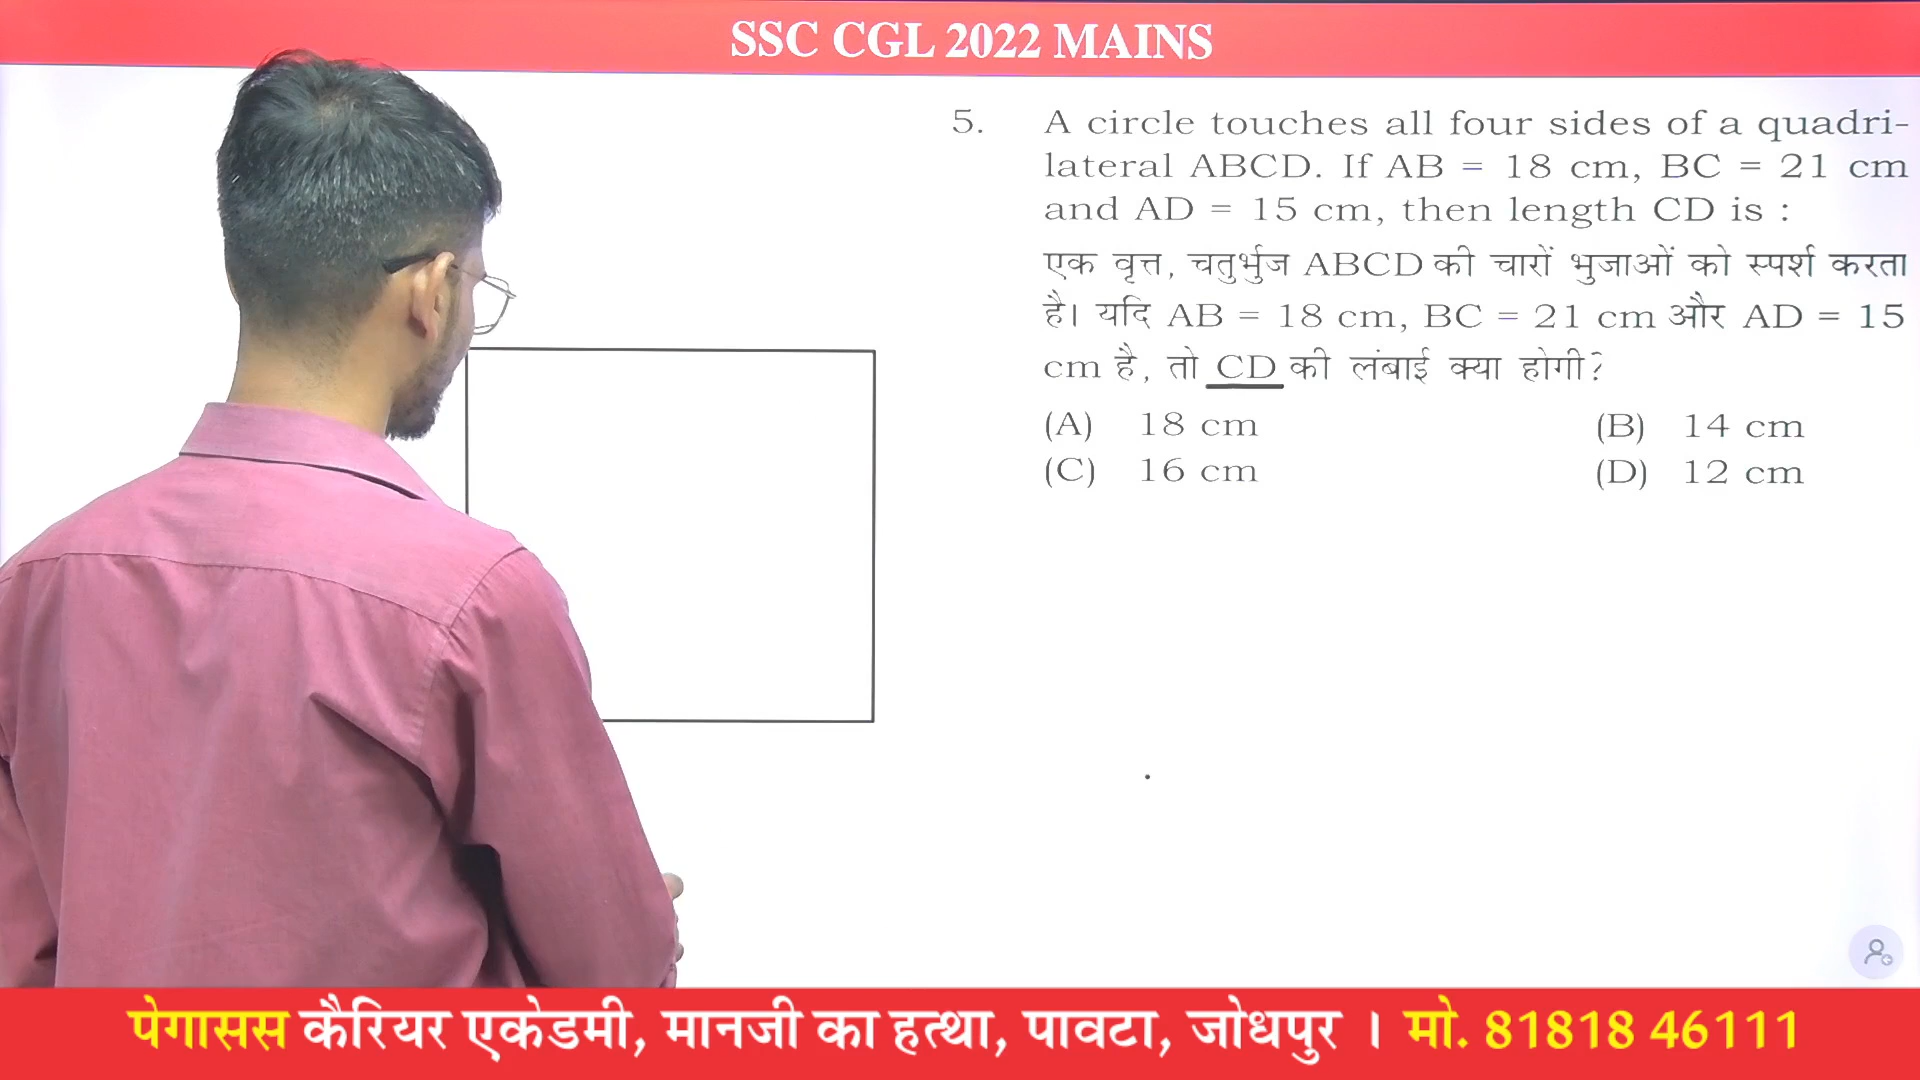 SSC CGL 2022 MAINS
5. A circle touches all four sides of a quadri-
lateral ABCD. If AB = 18 cm, BC = 21 cm
and AD = 15 cm, then length CD is :
एक वृत्त, चतुर्भुज ABCD की चारों भुजाओं को स्पर्श करता
है। यदि AB = 18 cm, BC = 21 cm और AD = 15
cm है, तो CD की लंबाई क्या होगी?
(A) 18 cm (B) 14 cm
(C) 16 cm (D) 12 cm
पेगासस कैरियर एकेडमी, मानजी का हत्था, पावटा, जोधपुर । मो. 81818 46111